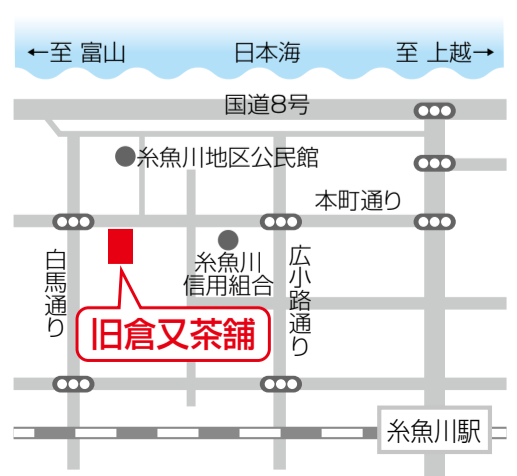 ←至 富山
日本海
至 上越→
国道8号
糸魚川地区公民館
本町通り
糸魚川
信用組合
白馬通り
広小路通り
旧倉又茶舗
糸魚川駅